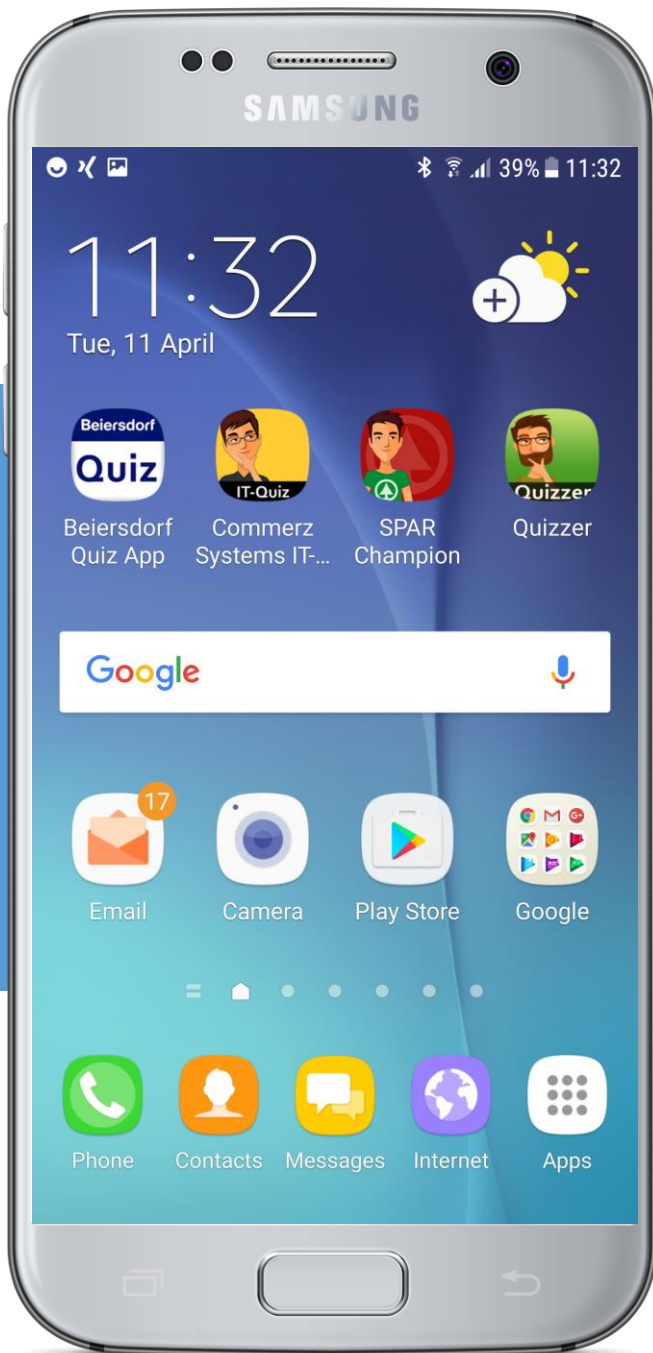 SAMSUNG
39% 11:32
11:32
Tue, 11 April
Beiersdorf
Quiz
IT-Quiz
Quizzer
Beiersdorf Quiz App
Commerz Systems IT-...
SPAR Champion
Quizzer
Google
17
Email
Camera
Play Store
Google
Phone
Contacts
Messages
Internet
Apps